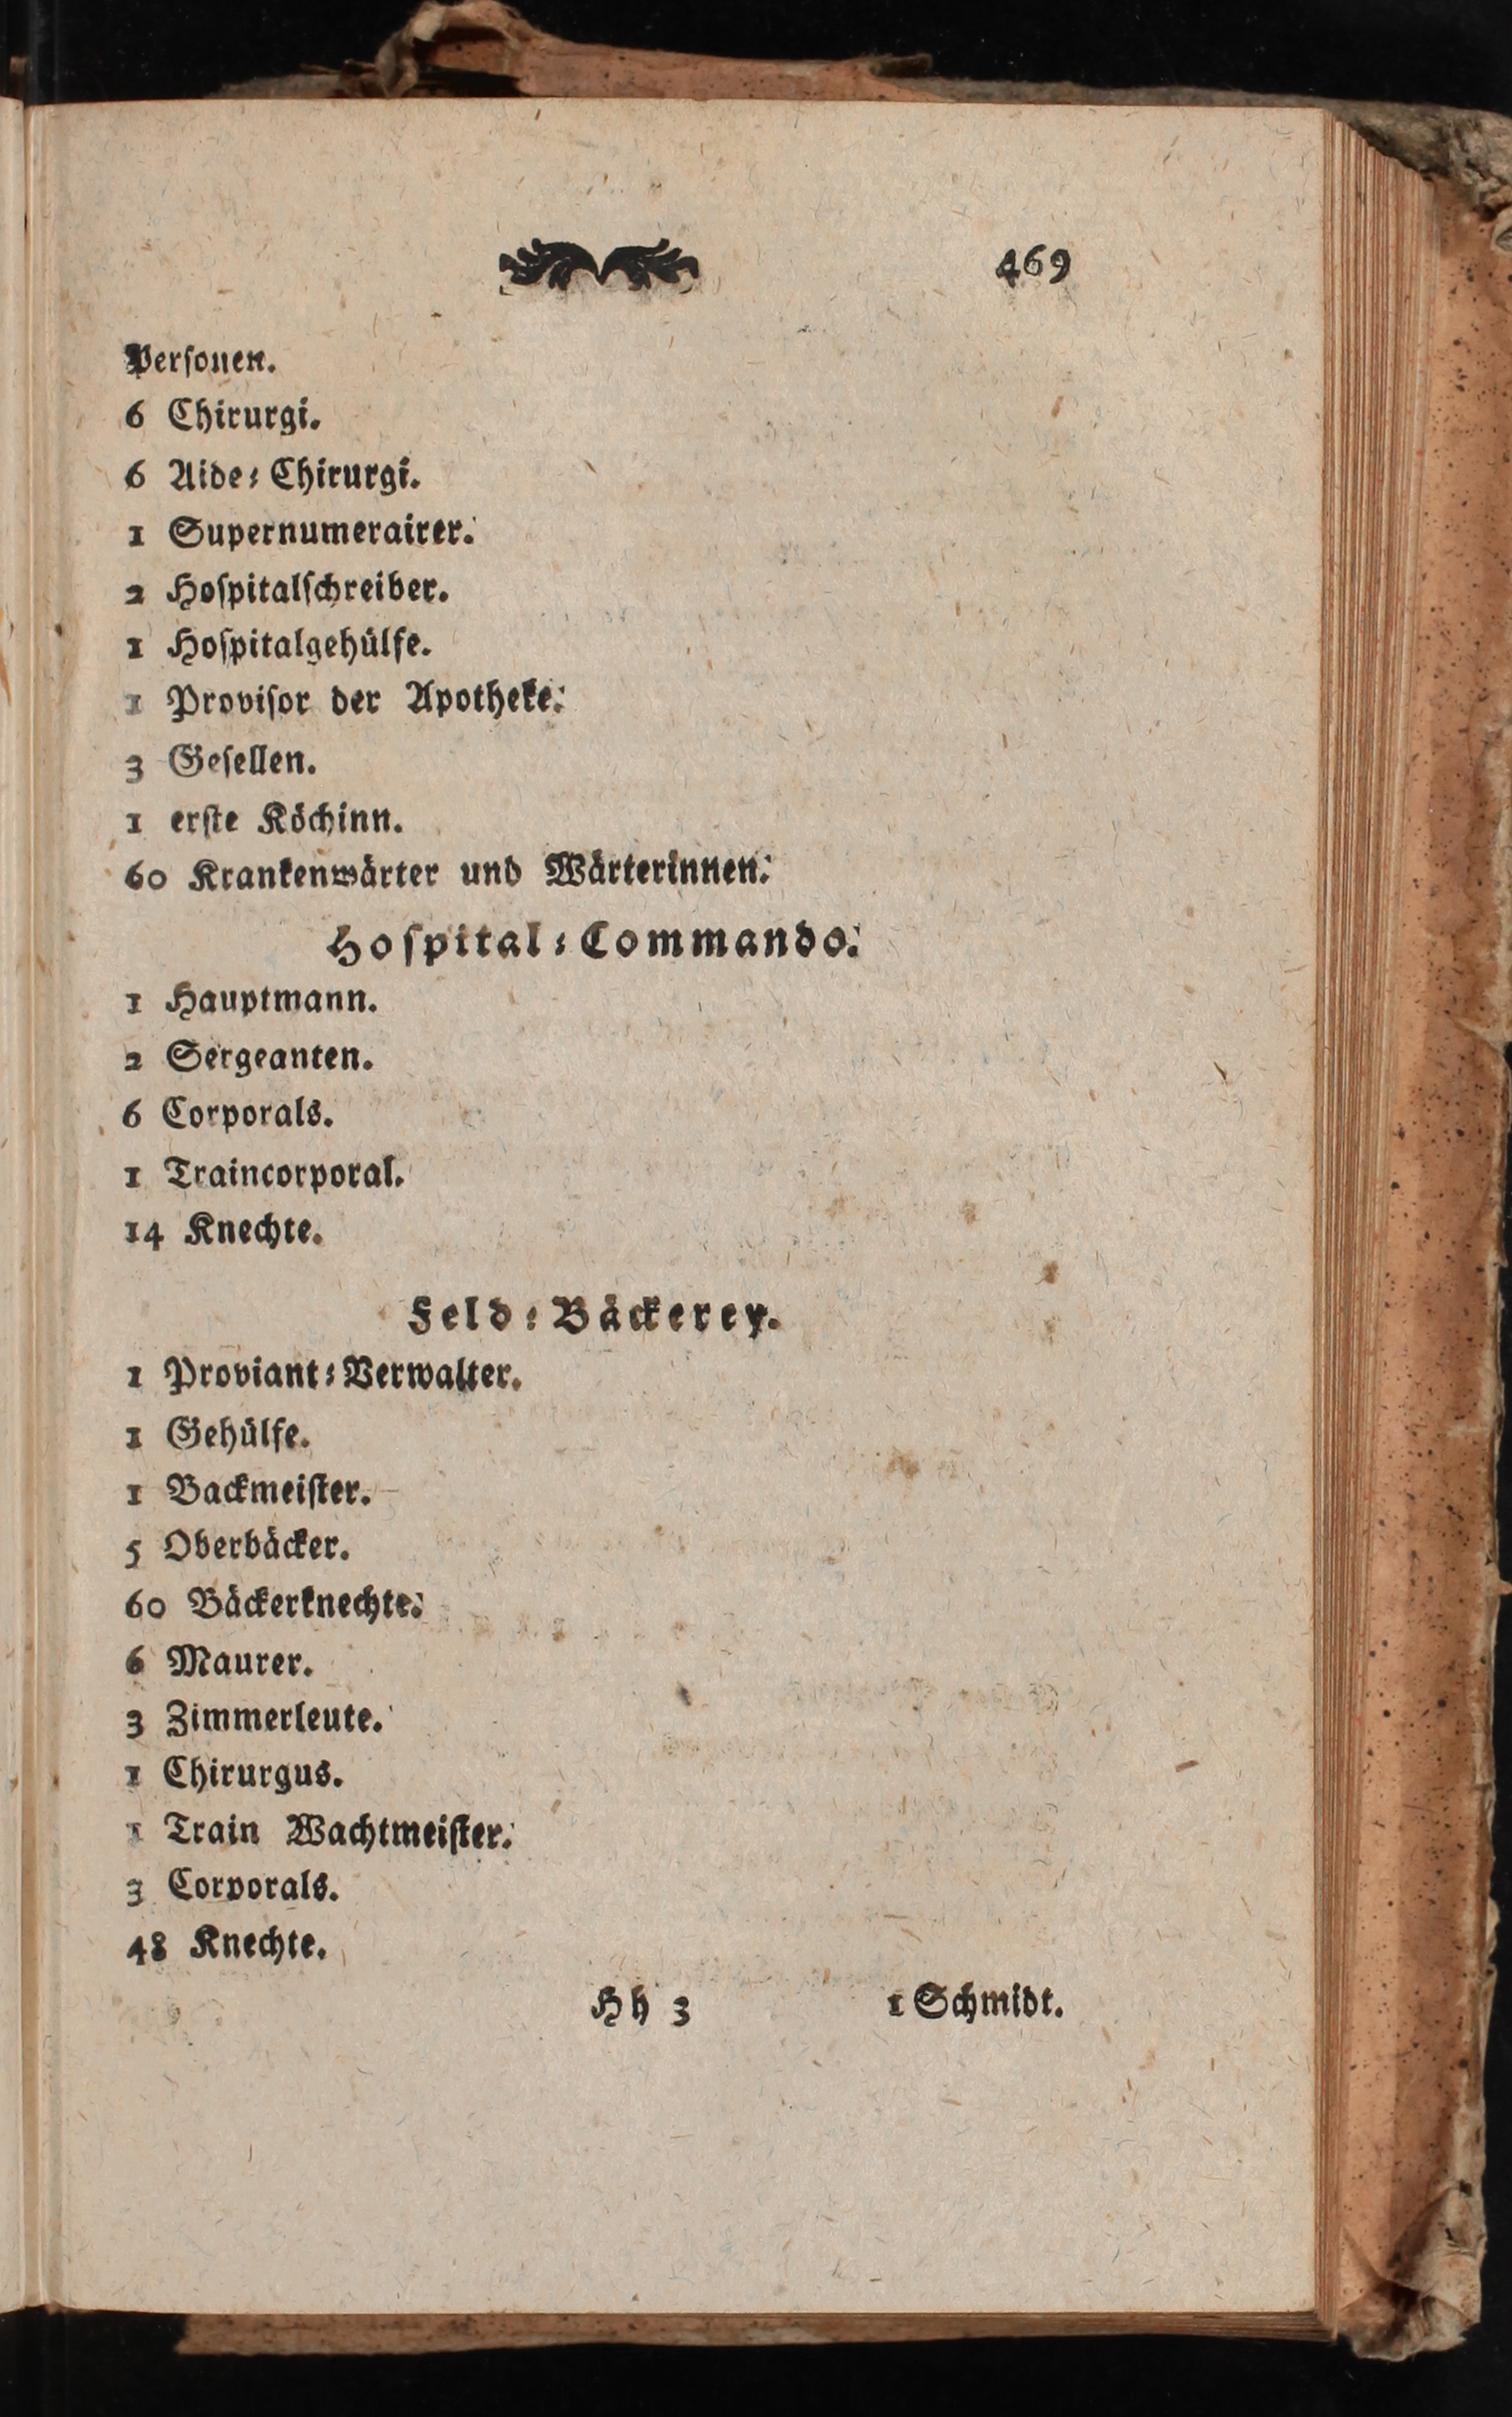 469
Perſonen.
6 Chirurgi.
6 Aide⸗Chirurgi.
1 Supernumerairer.
2 Hoſpitalſchreiber.
1 Hoſpitalgehülfe.
1 Proviſor der Apotheke.
3 Geſellen.
1 erſte Köchinn.
60 Krankenwärter und Wärterinnen.
Hoſpital⸗Commando.
1 Hauptmann.
2 Sergeanten.
6 Corporals.
1 Traincorporal.
14 Knechte.
Feld⸗Bäckerey.
1 Proviant⸗Verwalter.
1 Gehülfe.
1 Backmeiſter.
5 Oberbäcker.
60 Bäckerknechte.
6 Maurer.
3 Zimmerleute.
1 Chirurgus.
1 Train Wachtmeiſter.
3 Corporals.
48 Knechte.
Hh 3 1 Schmidt.